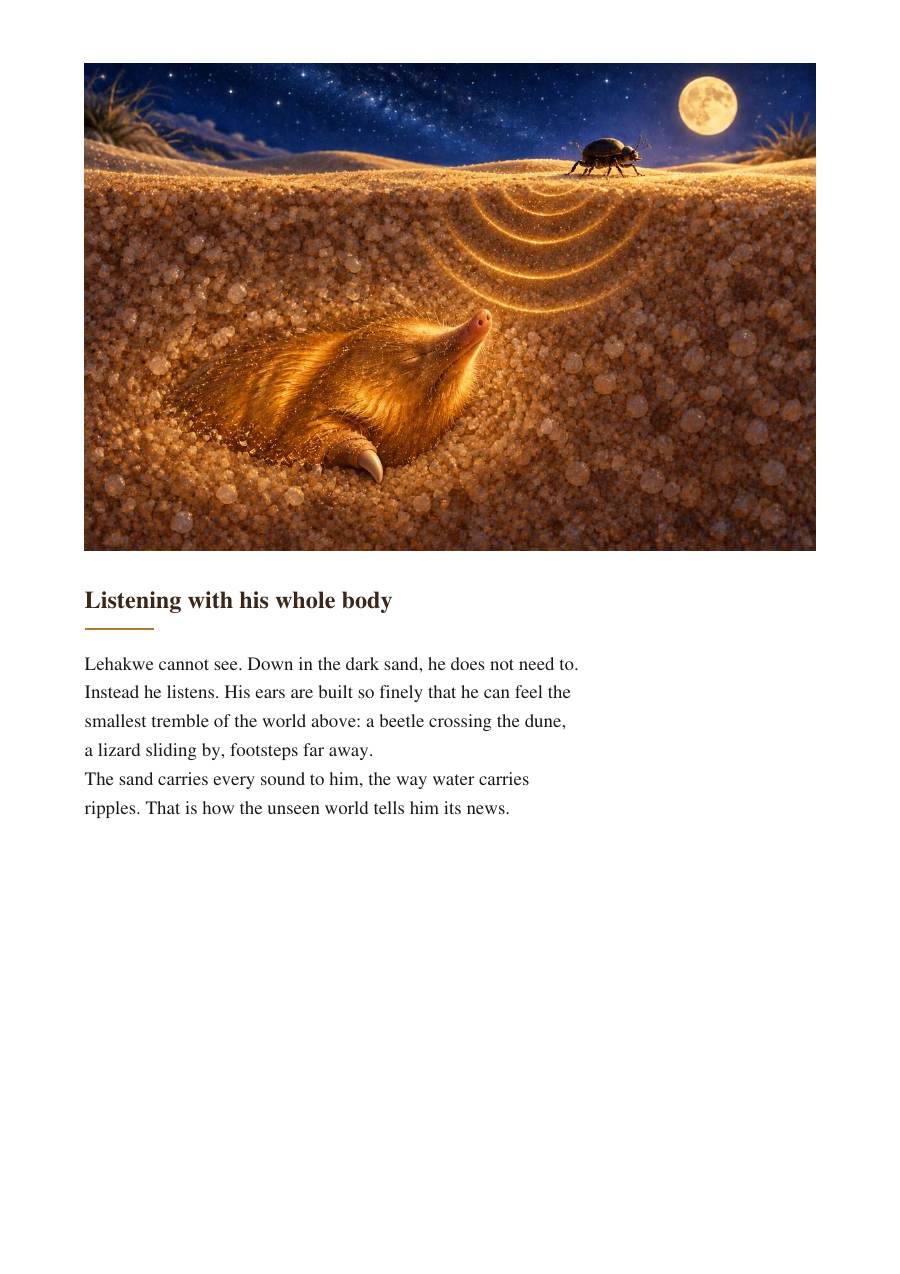 Listening with his whole body
Lehakwe cannot see. Down in the dark sand, he does not need to.
Instead he listens. His ears are built so finely that he can feel the
smallest tremble of the world above: a beetle crossing the dune,
a lizard sliding by, footsteps far away.
The sand carries every sound to him, the way water carries
ripples. That is how the unseen world tells him its news.